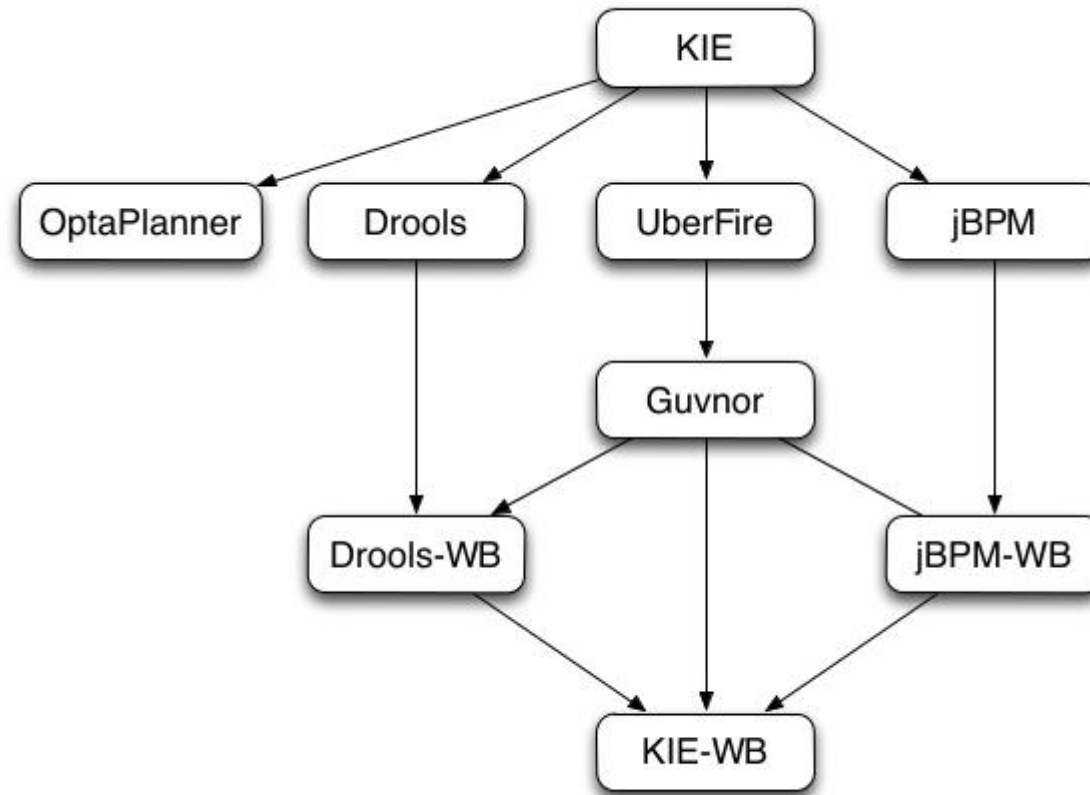 KIE
OptaPlanner
Drools
UberFire
jBPM
Guvnor
Drools-WB
jBPM-WB
KIE-WB